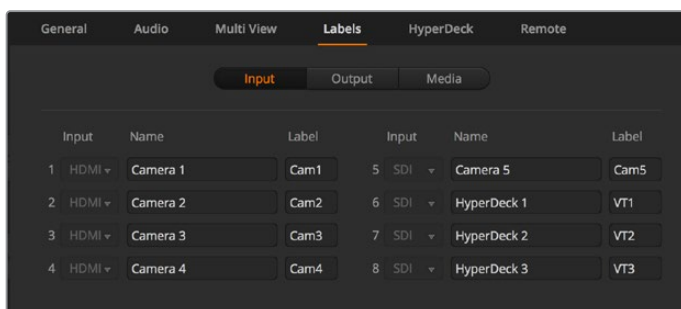 General Audio Multi View Labels HyperDeck Remote
Input Output Media
Input Name Label Input Name Label
1 HDMI Camera 1 Cam1 5 SDI Camera 5 Cam5
2 HDMI Camera 2 Cam2 6 SDI HyperDeck 1 VT1
3 HDMI Camera 3 Cam3 7 SDI HyperDeck 2 VT2
4 HDMI Camera 4 Cam4 8 SDI HyperDeck 3 VT3